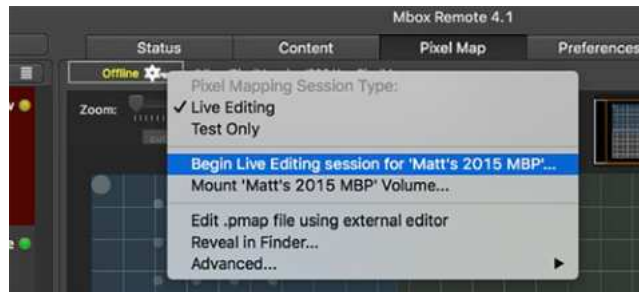 Mbox Remote 4.1
Status Content Pixel Map Preferences
Offline
Pixel Mapping Session Type:
Zoom:
✓ Live Editing
Test Only
Begin Live Editing session for 'Matt's 2015 MBP'...
Mount 'Matt's 2015 MBP' Volume...
Edit .pmap file using external editor
Reveal in Finder...
Advanced...